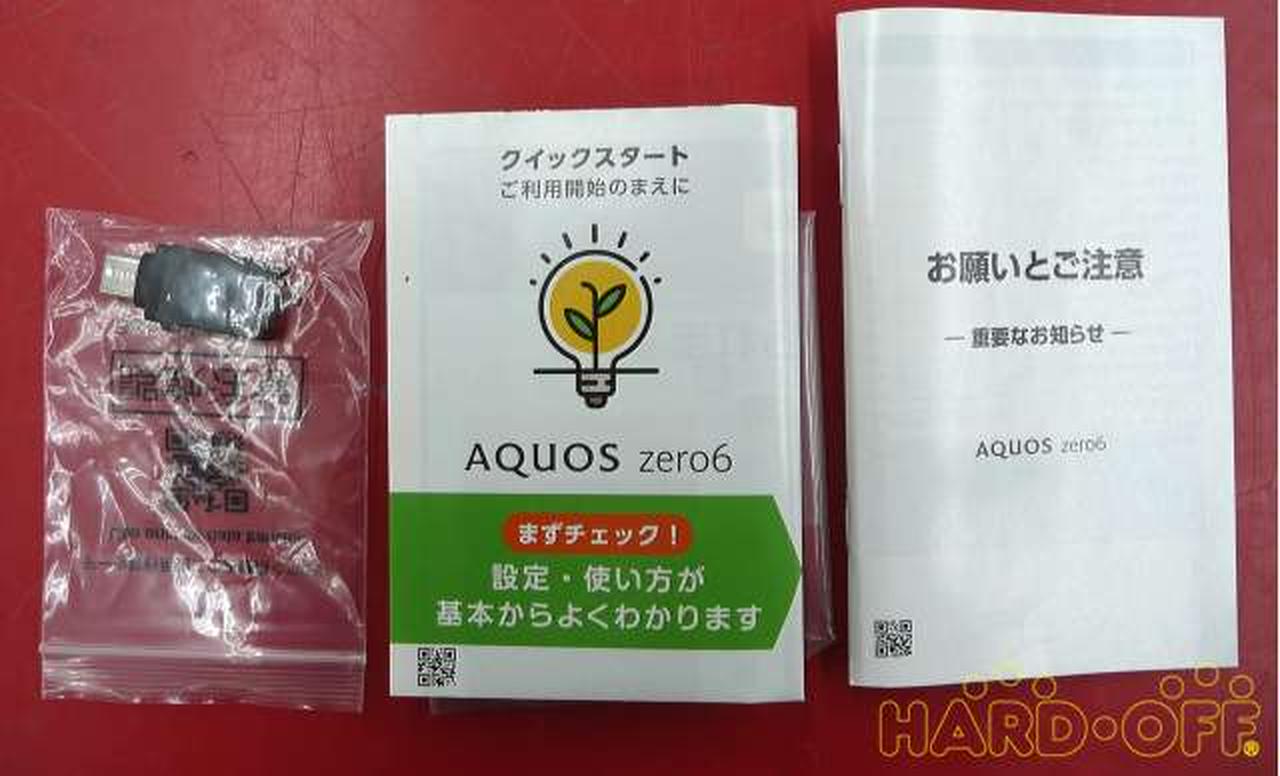 クイックスタート
ご利用開始のまえに
AQUOS zero6
まずチェック！
設定・使い方が
基本からよくわかります
お願いとご注意
― 重要なお知らせ ―
AQUOS zero6
HARD・OFF®